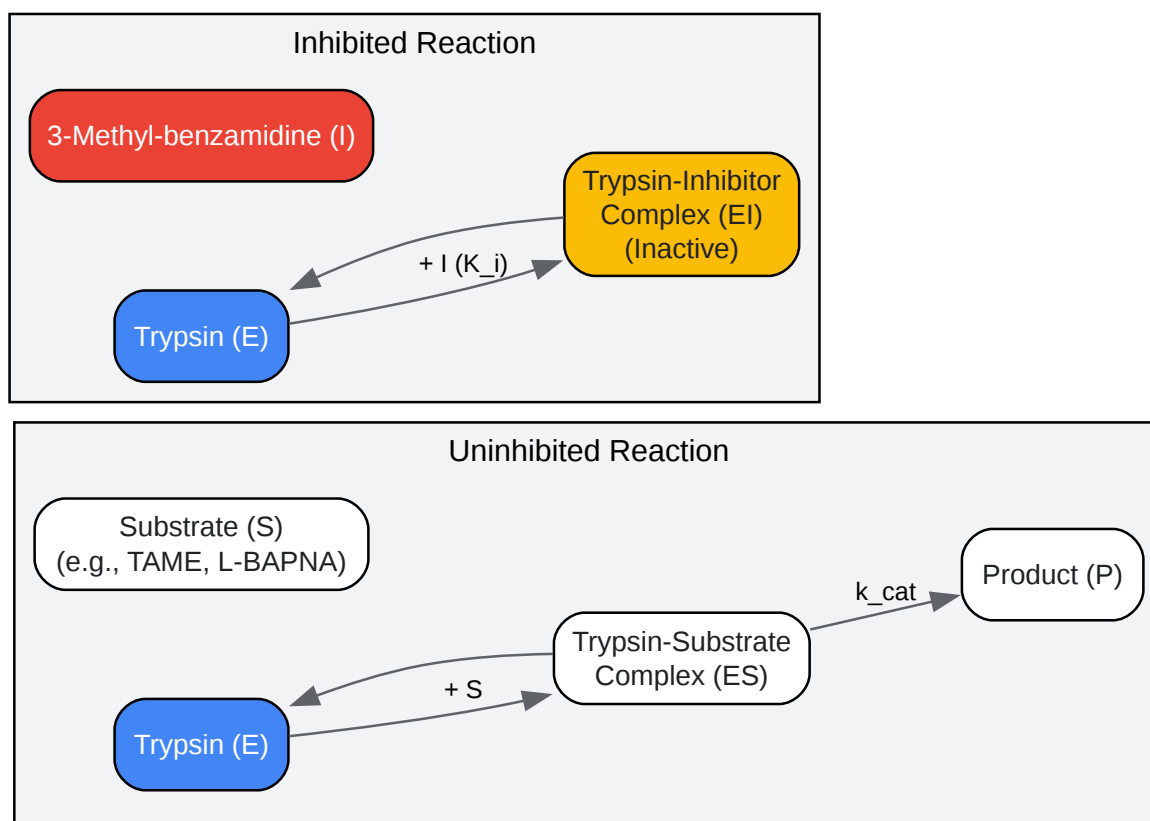 Inhibited Reaction
3-Methyl-benzamidine (I)
Trypsin-Inhibitor
Complex (EI)
(Inactive)
+ I (K_i)
Trypsin (E)
Uninhibited Reaction
Substrate (S)
(e.g., TAME, L-BAPNA)
Product (P)
k_cat
Trypsin-Substrate
Complex (ES)
+ S
Trypsin (E)